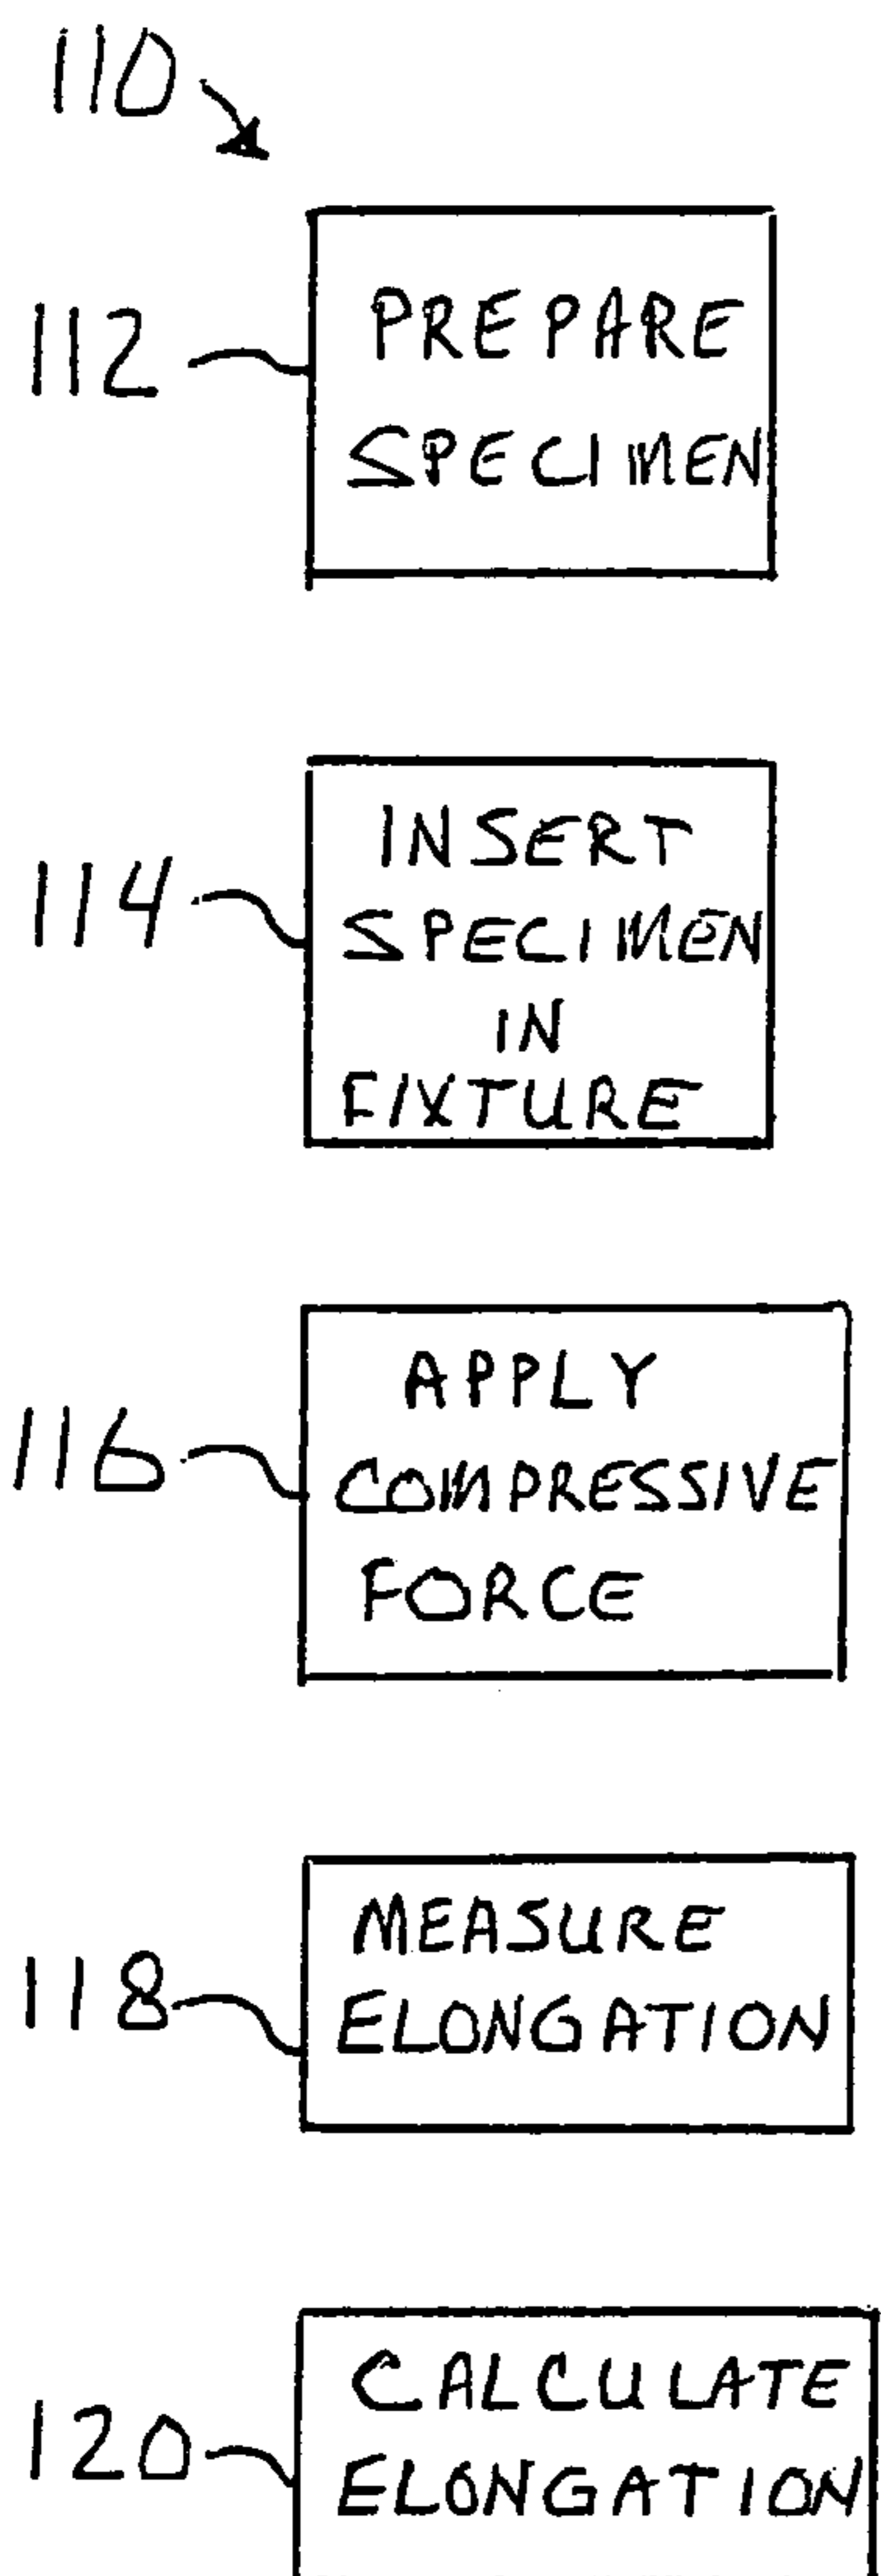 110
112
PREPARE
SPECIMEN
114
INSERT
SPECIMEN
IN
FIXTURE
116
APPLY
COMPRESSIVE
FORCE
118
MEASURE
ELONGATION
120
CALCULATE
ELONGATION